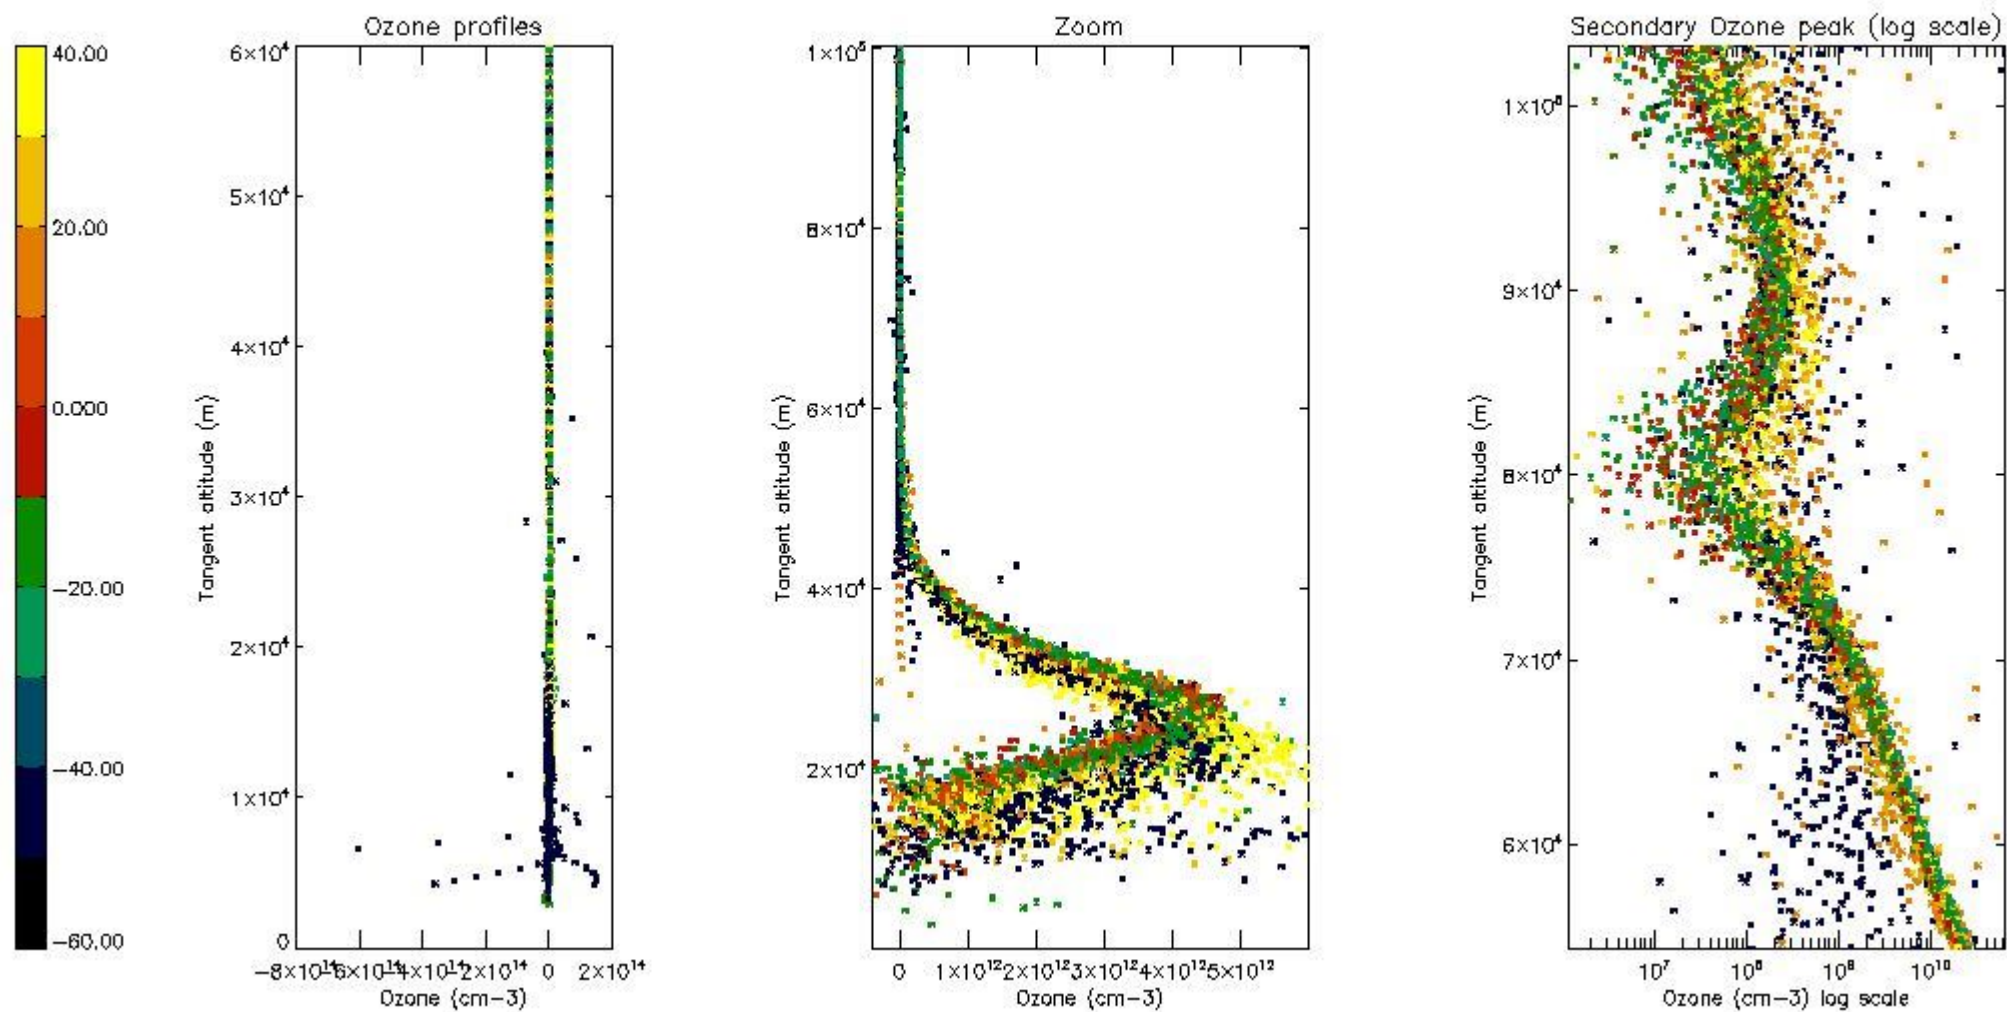 Ozone profiles
Zoom
Secondary Ozone peak (log scale)
40.00
20.00
0.000
-20.00
-40.00
-60.00
6×10⁴
5×10⁴
4×10⁴
3×10⁴
2×10⁴
1×10⁴
0
Tangent altitude (m)
2×10¹⁴
0
2×10¹⁴
Ozone (cm-3)
1×10⁵
8×10⁴
6×10⁴
4×10⁴
2×10⁴
Tangent altitude (m)
0 1×10¹² 2×10¹² 3×10¹² 4×10¹² 5×10¹²
Ozone (cm-3)
9×10⁴
8×10⁴
7×10⁴
6×10⁴
Tangent altitude (m)
10⁷ 10⁸ 10⁹ 10¹⁰
Ozone (cm-3) log scale